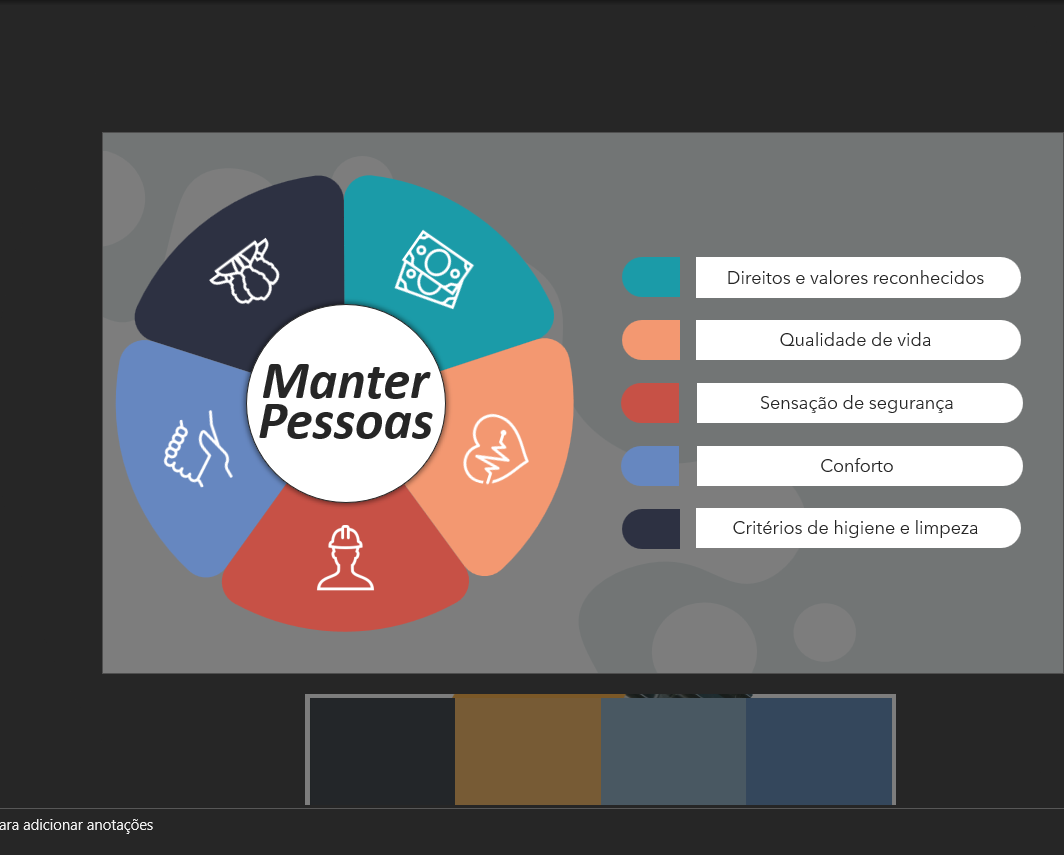 Manter
Pessoas
Direitos e valores reconhecidos
Qualidade de vida
Sensação de segurança
Conforto
Critérios de higiene e limpeza
ara adicionar anotações